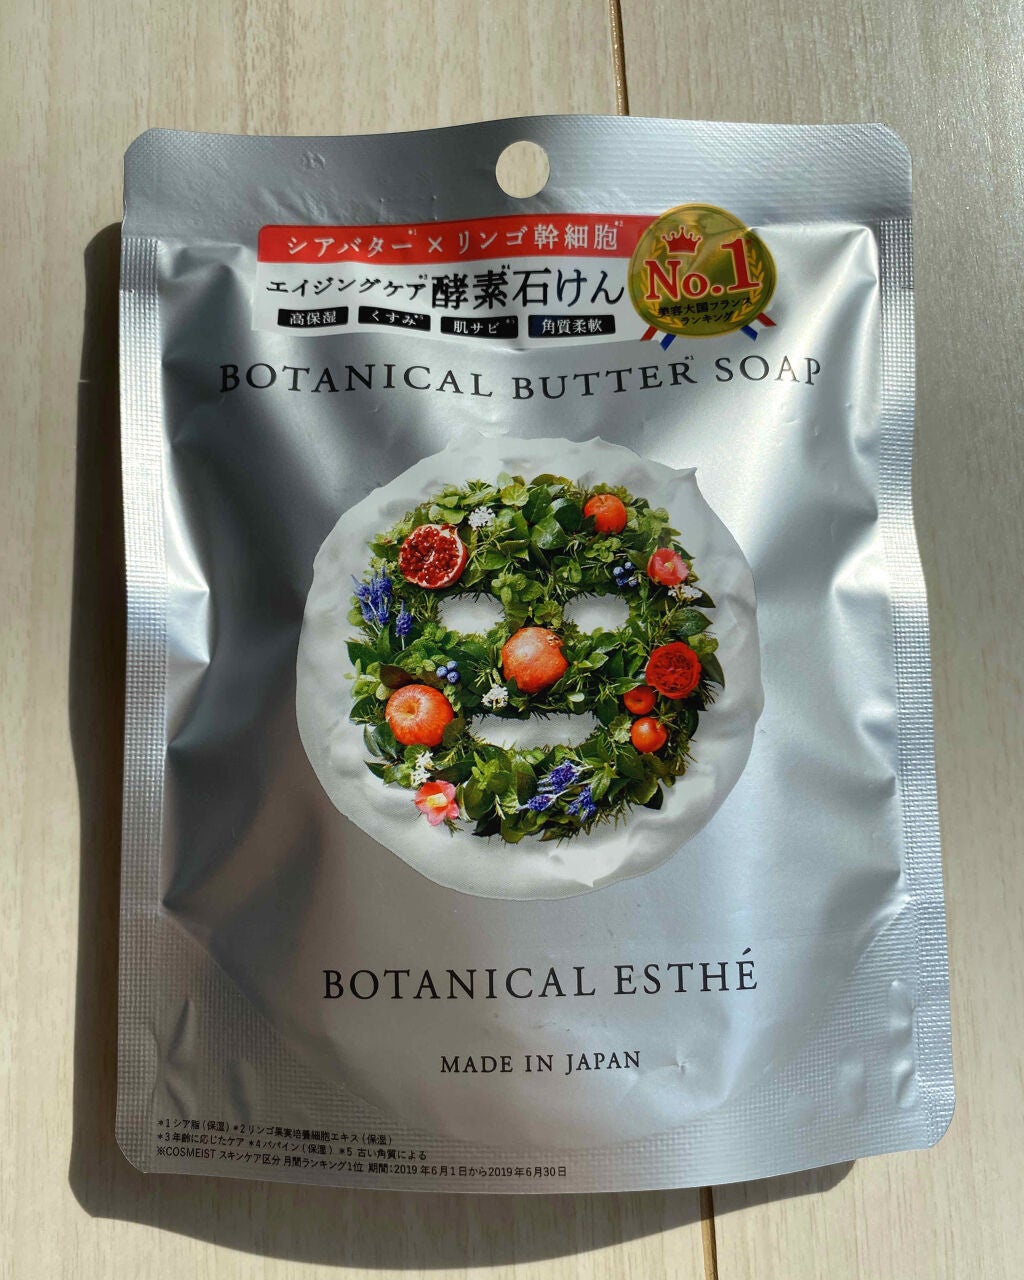 シアバター*1×リンゴ幹細胞*2
エイジングケア*3酵素*4石けん
高保湿 くすみ*5 肌サビ*5 角質柔軟
No.1
美容大国フランス
ランキング
BOTANICAL BUTTER*1 SOAP
BOTANICAL ESTHÉ
MADE IN JAPAN
*1 シア脂(保湿) *2 リンゴ果実培養細胞エキス(保湿)
*3 年齢に応じたケア *4 パパイン(保湿) *5 古い角質による
※COSMEIST スキンケア区分 月間ランキング1位 期間:2019年6月1日から2019年6月30日